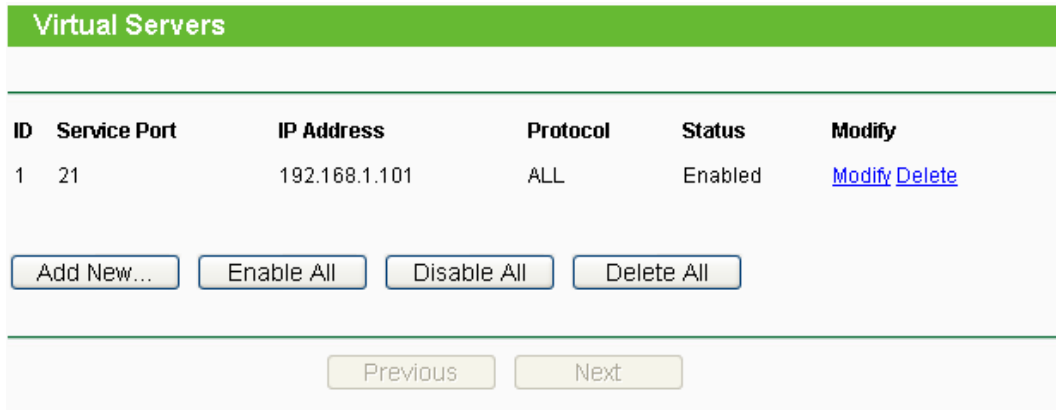 Virtual Servers
ID Service Port IP Address Protocol Status Modify
1 21 192.168.1.101 ALL Enabled Modify Delete
Add New... Enable All Disable All Delete All
Previous Next